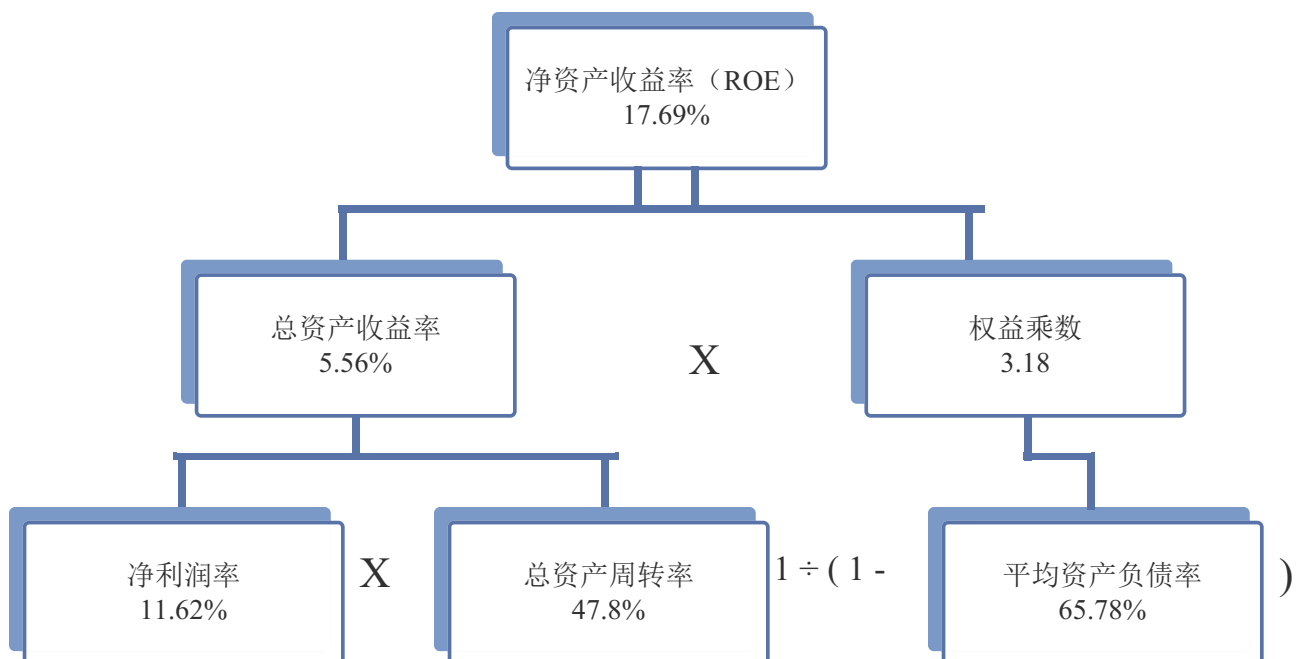 净资产收益率（ROE）
17.69%
总资产收益率
5.56%
X
权益乘数
3.18
净利润率
11.62%
X
总资产周转率
47.8%
1 ÷ ( 1 -
平均资产负债率
65.78%
)